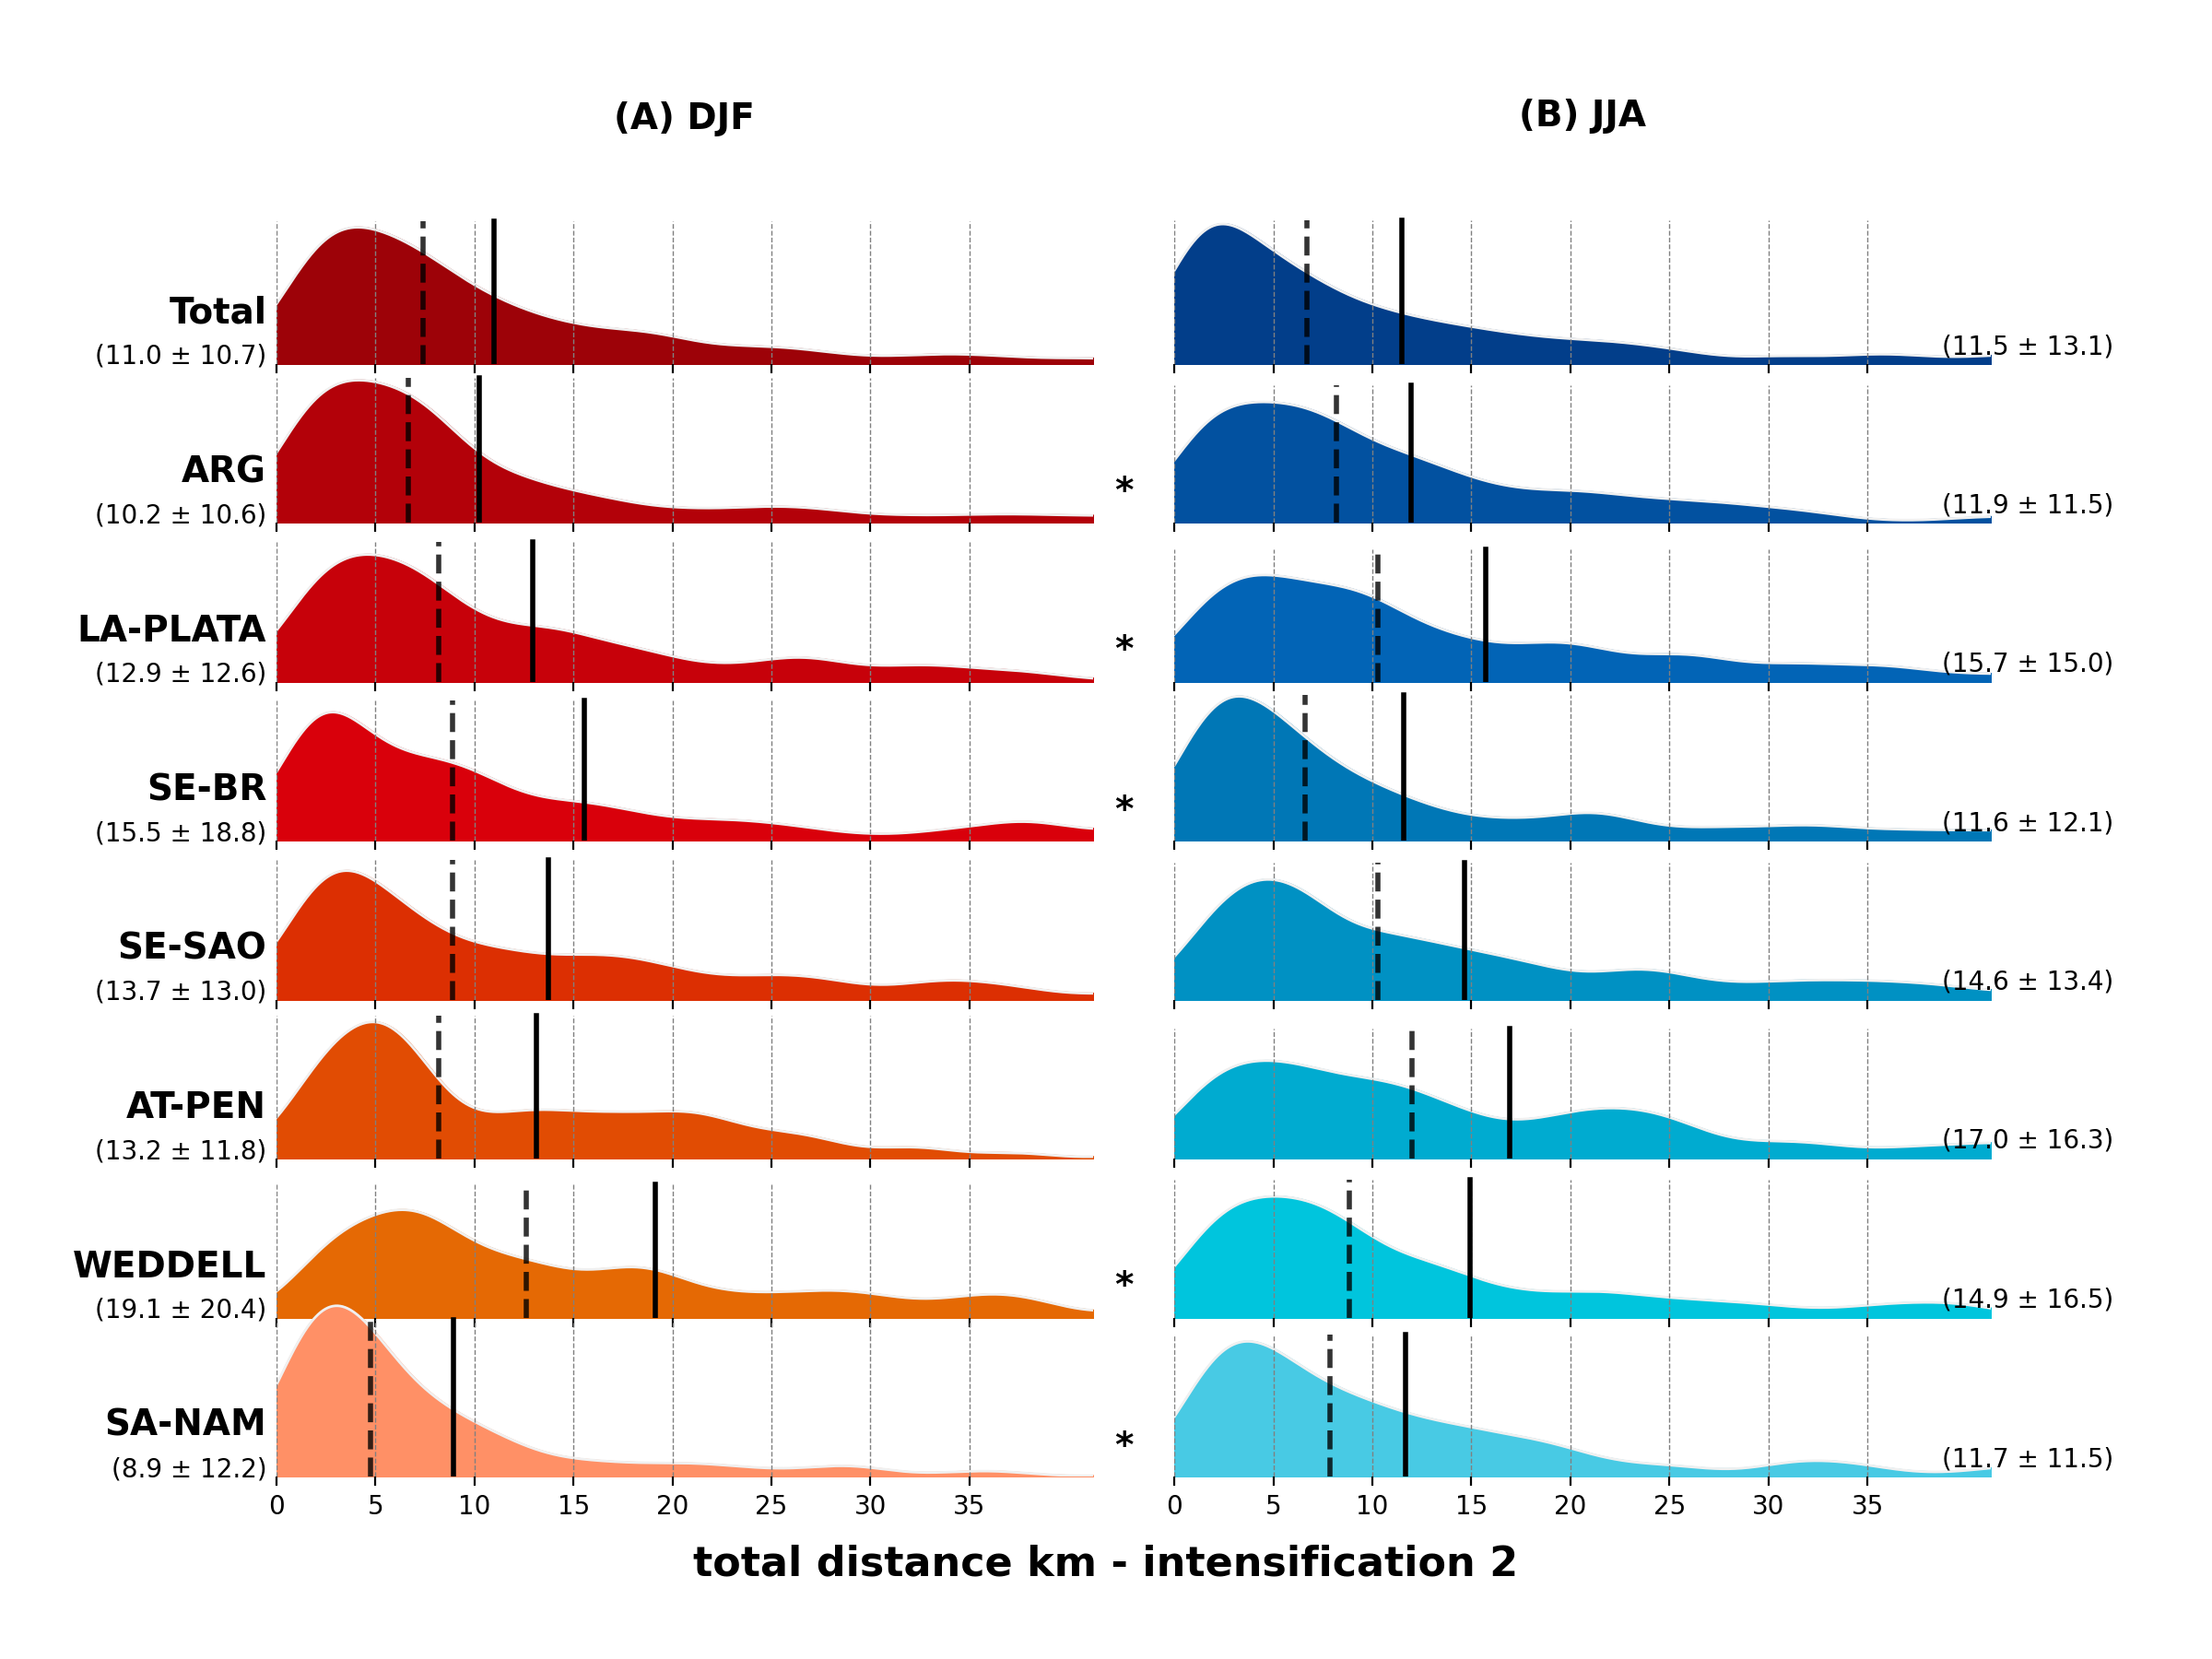 (A) DJF
(B) JJA
Total
(11.0 ± 10.7)
(11.5 ± 13.1)
ARG
(10.2 ± 10.6)
*
(11.9 ± 11.5)
LA-PLATA
(12.9 ± 12.6)
*
(15.7 ± 15.0)
SE-BR
(15.5 ± 18.8)
*
(11.6 ± 12.1)
SE-SAO
(13.7 ± 13.0)
(14.6 ± 13.4)
AT-PEN
(13.2 ± 11.8)
(17.0 ± 16.3)
WEDDELL
(19.1 ± 20.4)
*
(14.9 ± 16.5)
SA-NAM
(8.9 ± 12.2)
*
(11.7 ± 11.5)
0 5 10 15 20 25 30 35
0 5 10 15 20 25 30 35
total distance km - intensification 2